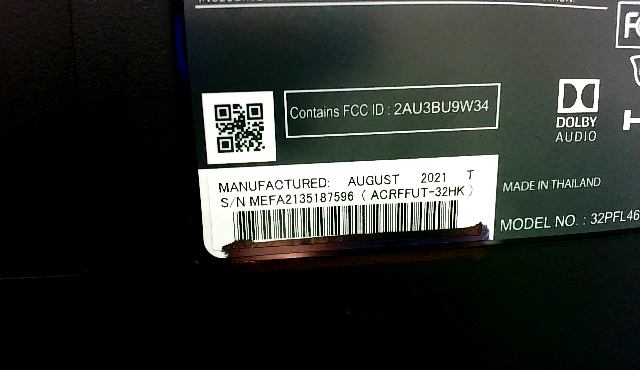 Contains FCC ID : 2AU3BU9W34
DOLBY
AUDIO
MANUFACTURED: AUGUST 2021 T
S/N MEFA2135187596 ( ACRFFUT-32HK )
MADE IN THAILAND
MODEL NO. : 32PFL46